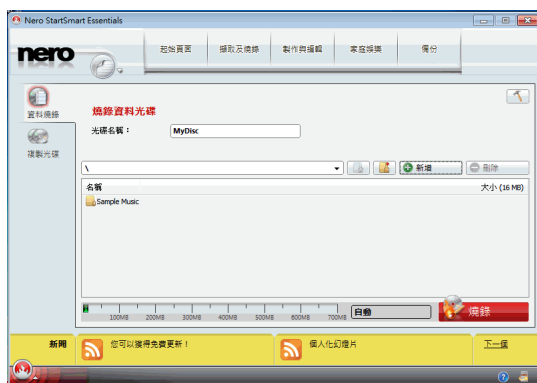 Nero StartSmart Essentials
nero
起始頁面
擷取及燒錄
製作與編輯
家庭娛樂
備份
資料燒錄
複製光碟
燒錄資料光碟
光碟名稱：
MyDisc
\
新增
刪除
名稱
大小 (16 MB)
Sample Music
100MB 200MB 300MB 400MB 500MB 600MB 700MB
自動
燒錄
新聞
您可以獲得免費更新！
個人化幻燈片
下一個